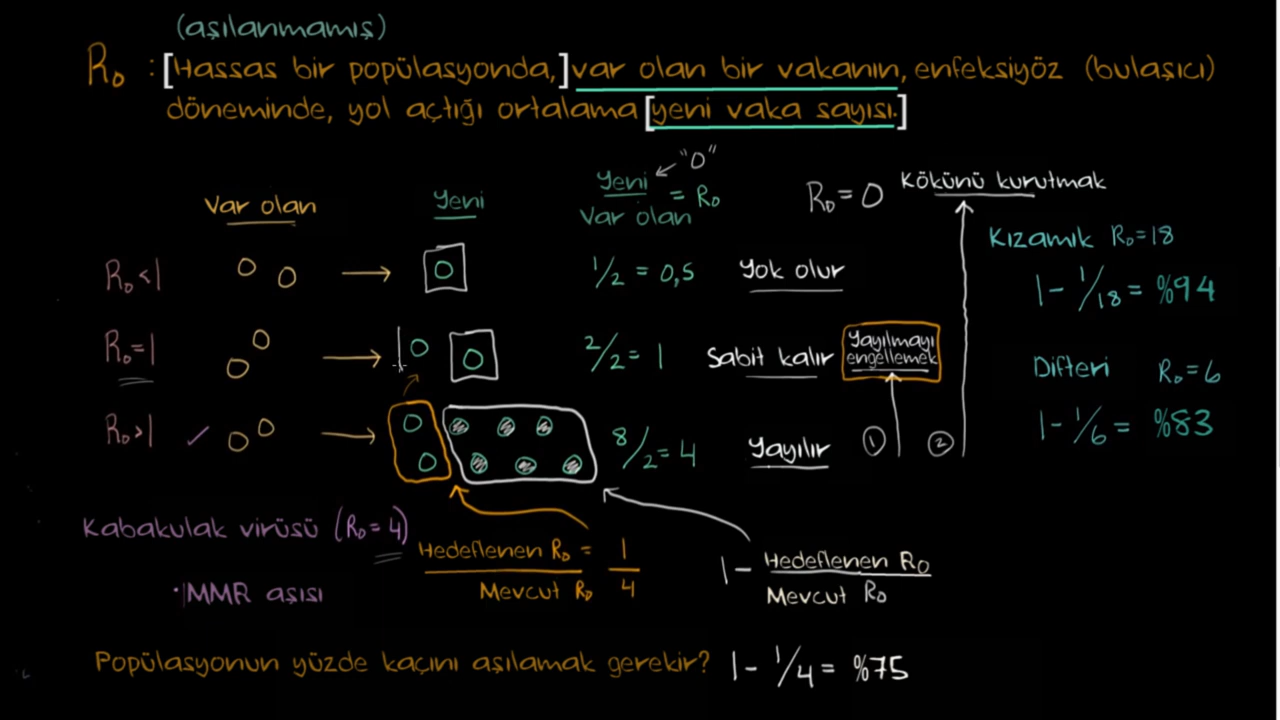 (aşılanmamış)
R₀ : [Hassas bir popülasyonda,] var olan bir vakanın, enfeksiyöz (bulaşıcı)
döneminde, yol açtığı ortalama [yeni vaka sayısı.]
"0"
Var olan
Yeni
Yeni
Var olan
= R₀
R₀ = 0
Kökünü kurutmak
R₀<1
1/2 = 0,5
Yok olur
R₀=1
2/2 = 1
Sabit kalır
Yayılmayı
engellemek
R₀>1
8/2 = 4
Yayılır
1
2
Kızamık R₀=18
1 - 1/18 = %94
Difteri R₀=6
1 - 1/6 = %83
Kabakulak virüsü (R₀=4)
• MMR aşısı
Hedeflenen R₀ = 1
Mevcut R₀ 4
1 - Hedeflenen R₀
Mevcut R₀
Popülasyonun yüzde kaçını aşılamak gerekir? 1 - 1/4 = %75